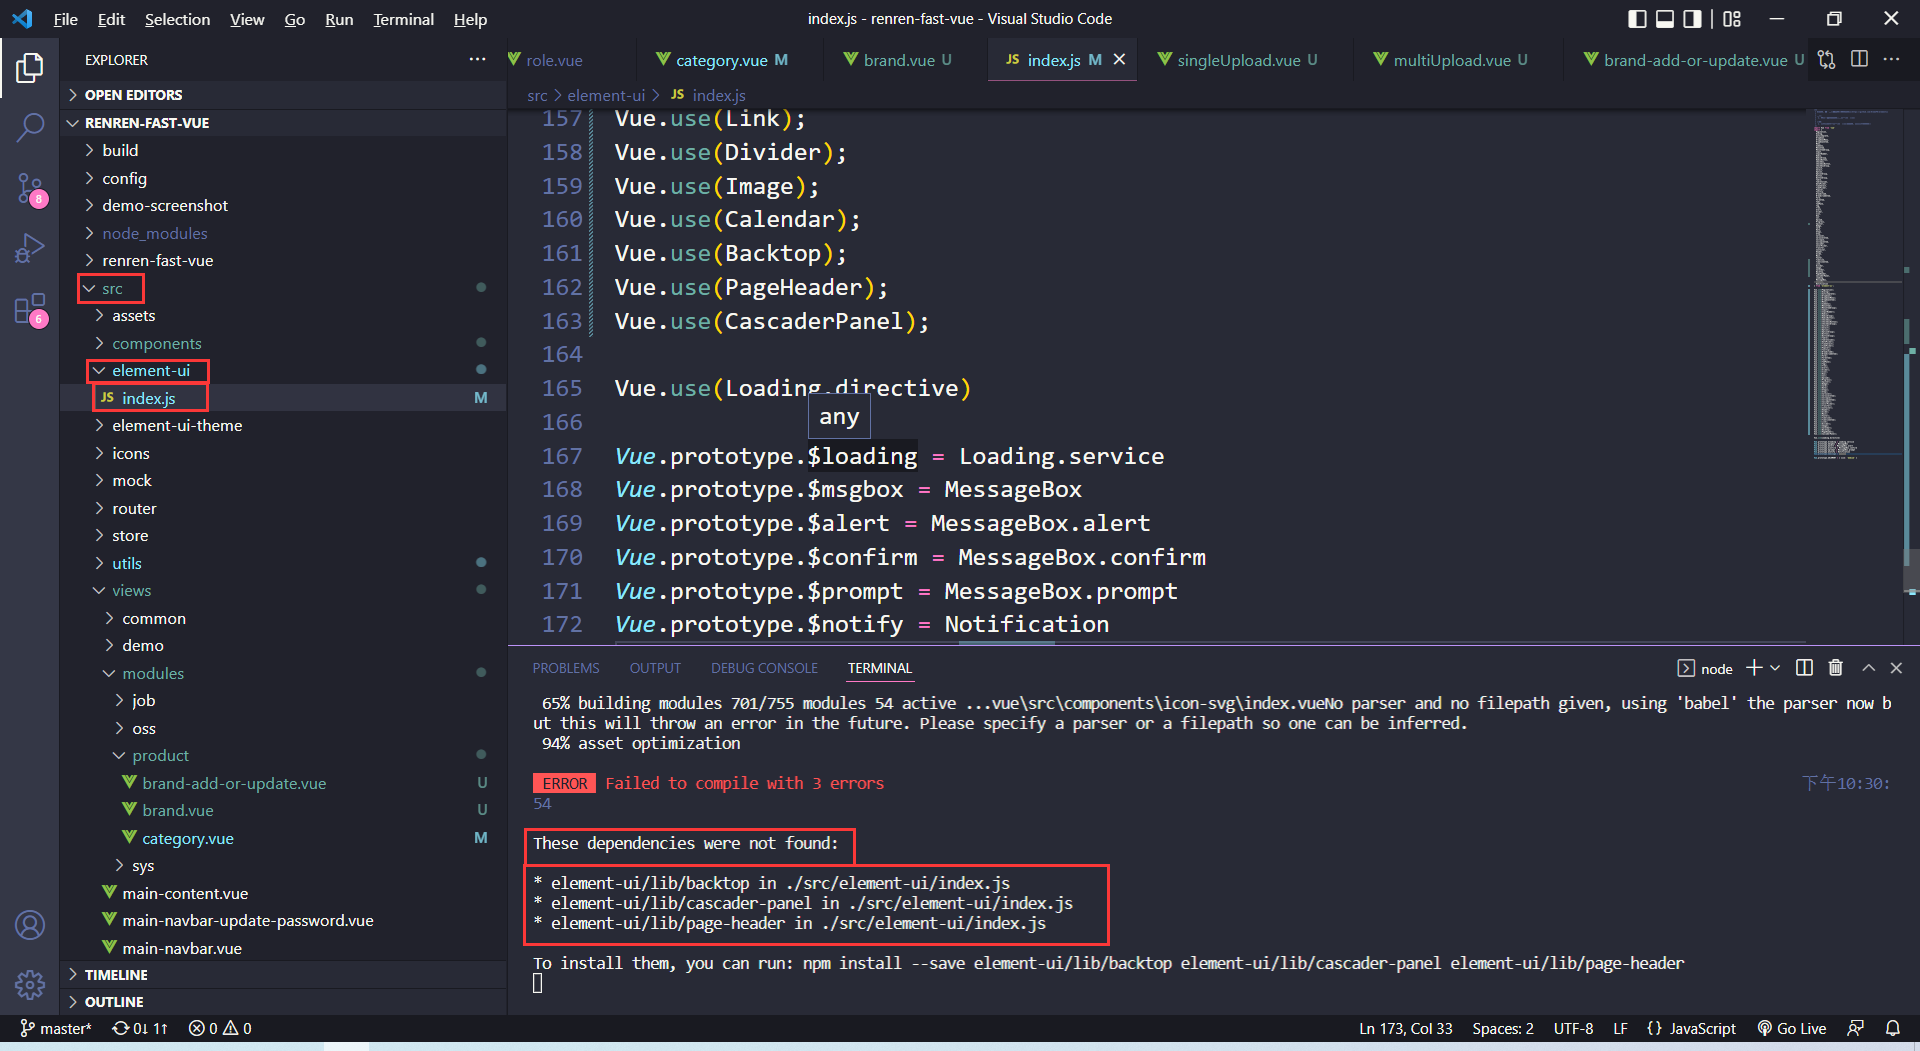 File Edit Selection View Go Run Terminal Help
index.js - renren-fast-vue - Visual Studio Code
EXPLORER
OPEN EDITORS
RENREN-FAST-VUE
build
config
demo-screenshot
node_modules
renren-fast-vue
src
assets
components
element-ui
JS index.js M
element-ui-theme
icons
mock
router
store
utils
views
common
demo
modules
job
oss
product
brand-add-or-update.vue U
brand.vue U
category.vue M
sys
main-content.vue
main-navbar-update-password.vue
main-navbar.vue
TIMELINE
OUTLINE
8
6
role.vue
category.vue M
brand.vue U
JS index.js M
singleUpload.vue U
multiUpload.vue U
brand-add-or-update.vue U
src > element-ui > JS index.js
157 Vue.use(Link);
158 Vue.use(Divider);
159 Vue.use(Image);
160 Vue.use(Calendar);
161 Vue.use(Backtop);
162 Vue.use(PageHeader);
163 Vue.use(CascaderPanel);
164
165 Vue.use(Loading.directive)
any
166
167 Vue.prototype.$loading = Loading.service
168 Vue.prototype.$msgbox = MessageBox
169 Vue.prototype.$alert = MessageBox.alert
170 Vue.prototype.$confirm = MessageBox.confirm
171 Vue.prototype.$prompt = MessageBox.prompt
172 Vue.prototype.$notify = Notification
PROBLEMS OUTPUT DEBUG CONSOLE TERMINAL
node
65% building modules 701/755 modules 54 active ...vue\src\components\icon-svg\index.vueNo parser and no filepath given, using 'babel' the parser now b
ut this will throw an error in the future. Please specify a parser or a filepath so one can be inferred.
94% asset optimization
ERROR Failed to compile with 3 errors 下午10:30:
54
These dependencies were not found:
* element-ui/lib/backtop in ./src/element-ui/index.js
* element-ui/lib/cascader-panel in ./src/element-ui/index.js
* element-ui/lib/page-header in ./src/element-ui/index.js
To install them, you can run: npm install --save element-ui/lib/backtop element-ui/lib/cascader-panel element-ui/lib/page-header
master* 0↓ 1↑ 0 0
Ln 173, Col 33 Spaces: 2 UTF-8 LF {} JavaScript Go Live